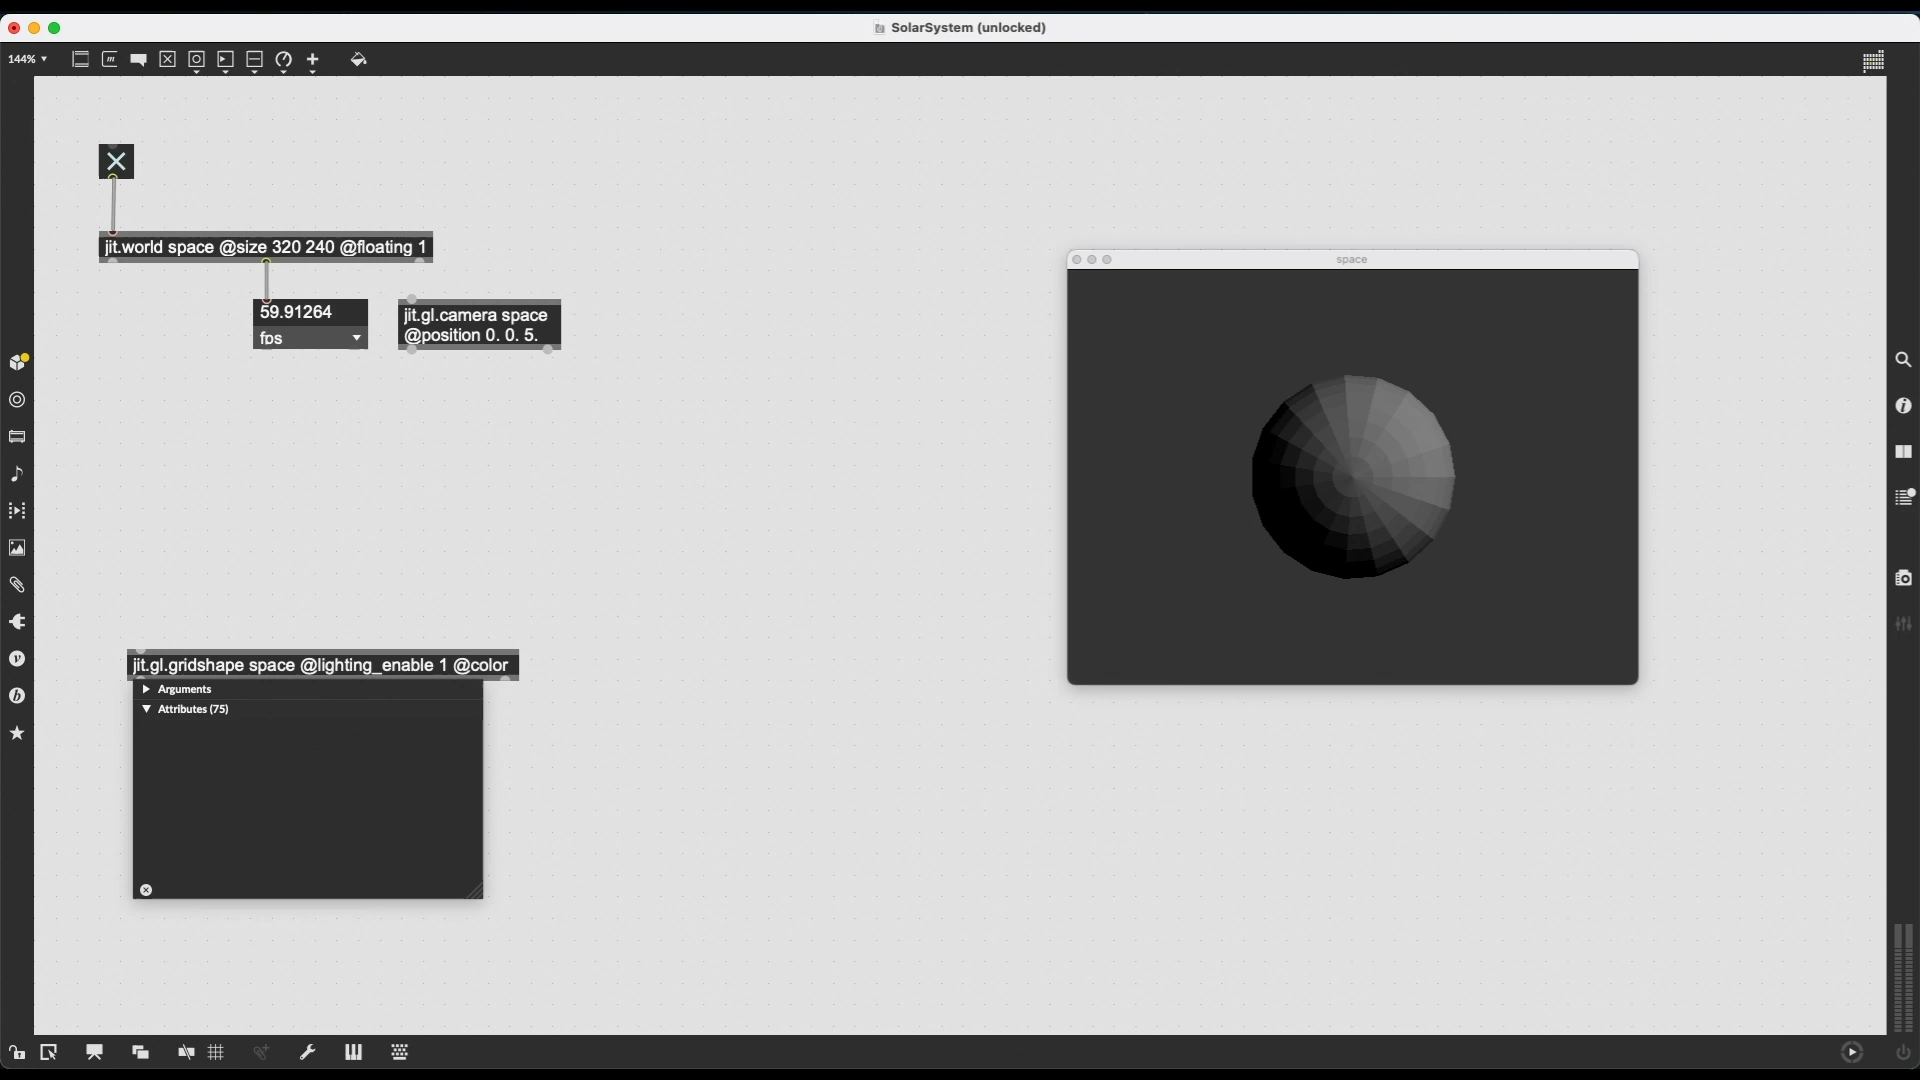 SolarSystem (unlocked)
144%
jit.world space @size 320 240 @floating 1
59.91264
fps
jit.gl.camera space
@position 0. 0. 5.
space
jit.gl.gridshape space @lighting_enable 1 @color
Arguments
Attributes (75)